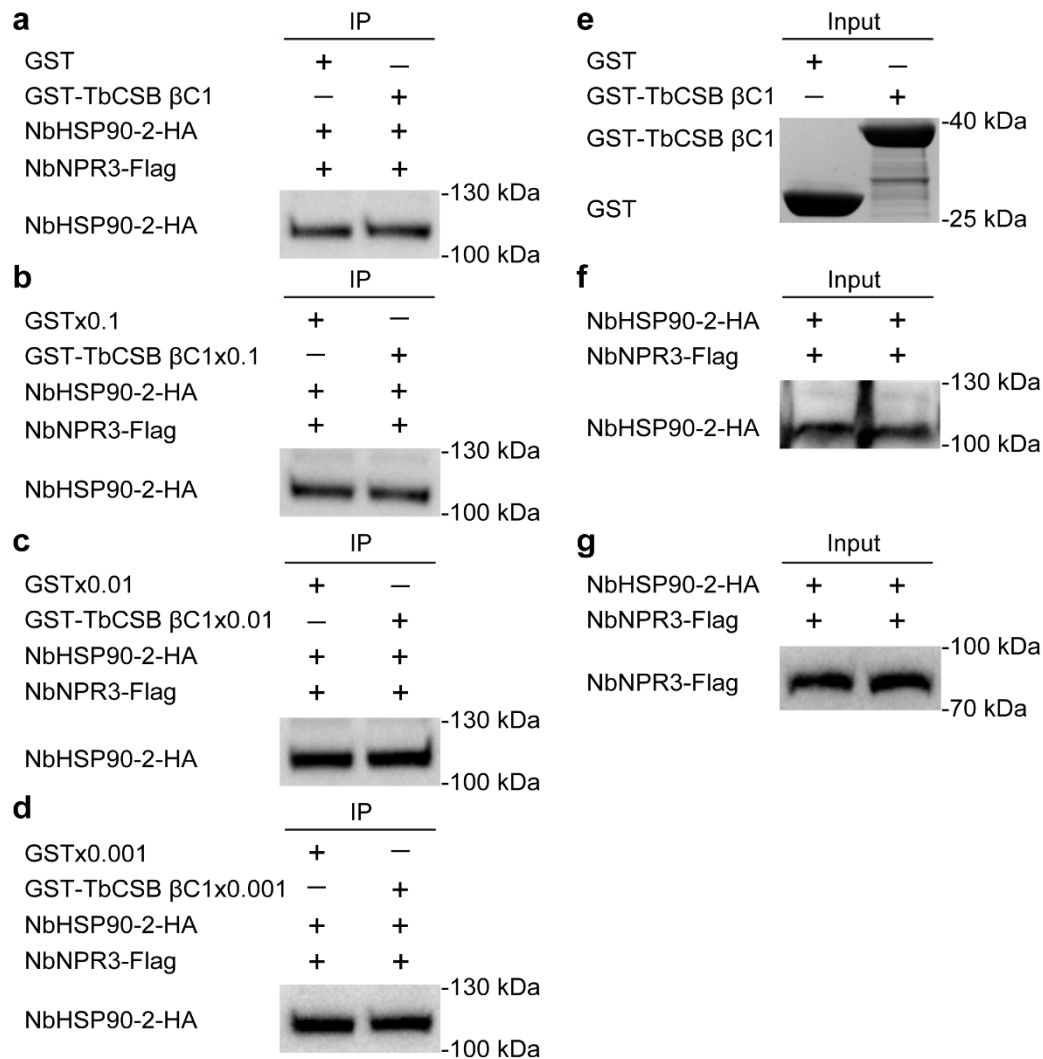 a
IP
GST + –
GST-TbCSB βC1 – +
NbHSP90-2-HA + +
NbNPR3-Flag + +
-130 kDa
NbHSP90-2-HA
-100 kDa
b
IP
GSTx0.1 + –
GST-TbCSB βC1x0.1 – +
NbHSP90-2-HA + +
NbNPR3-Flag + +
-130 kDa
NbHSP90-2-HA
-100 kDa
c
IP
GSTx0.01 + –
GST-TbCSB βC1x0.01 – +
NbHSP90-2-HA + +
NbNPR3-Flag + +
-130 kDa
NbHSP90-2-HA
-100 kDa
d
IP
GSTx0.001 + –
GST-TbCSB βC1x0.001 – +
NbHSP90-2-HA + +
NbNPR3-Flag + +
-130 kDa
NbHSP90-2-HA
-100 kDa
e
Input
GST + –
GST-TbCSB βC1 – +
-40 kDa
GST-TbCSB βC1
GST
-25 kDa
f
Input
NbHSP90-2-HA + +
NbNPR3-Flag + +
-130 kDa
NbHSP90-2-HA
-100 kDa
g
Input
NbHSP90-2-HA + +
NbNPR3-Flag + +
-100 kDa
NbNPR3-Flag
-70 kDa